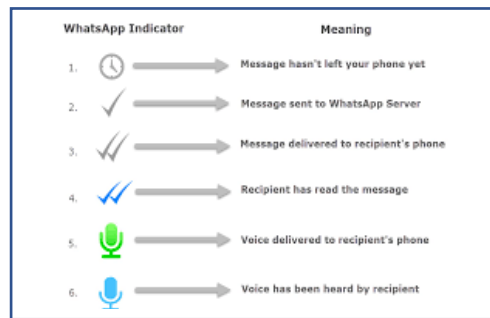 WhatsApp Indicator Meaning
1. Message hasn't left your phone yet
2. Message sent to WhatsApp Server
3. Message delivered to recipient's phone
4. Recipient has read the message
5. Voice delivered to recipient's phone
6. Voice has been heard by recipient